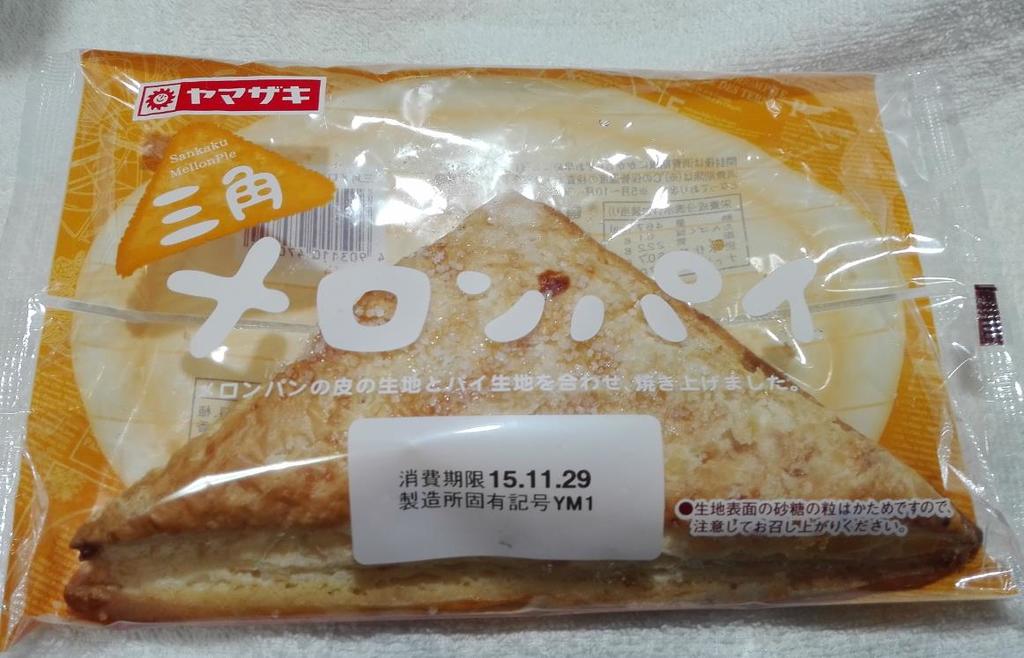 ヤマザキ
Sankaku
MellonPie
三角
メロンパイ
メロンパンの皮の生地とパイ生地を合わせ、焼き上げました。
消費期限 15.11.29
製造所固有記号YM1
●生地表面の砂糖の粒はかためですので、
注意してお召し上がりください。